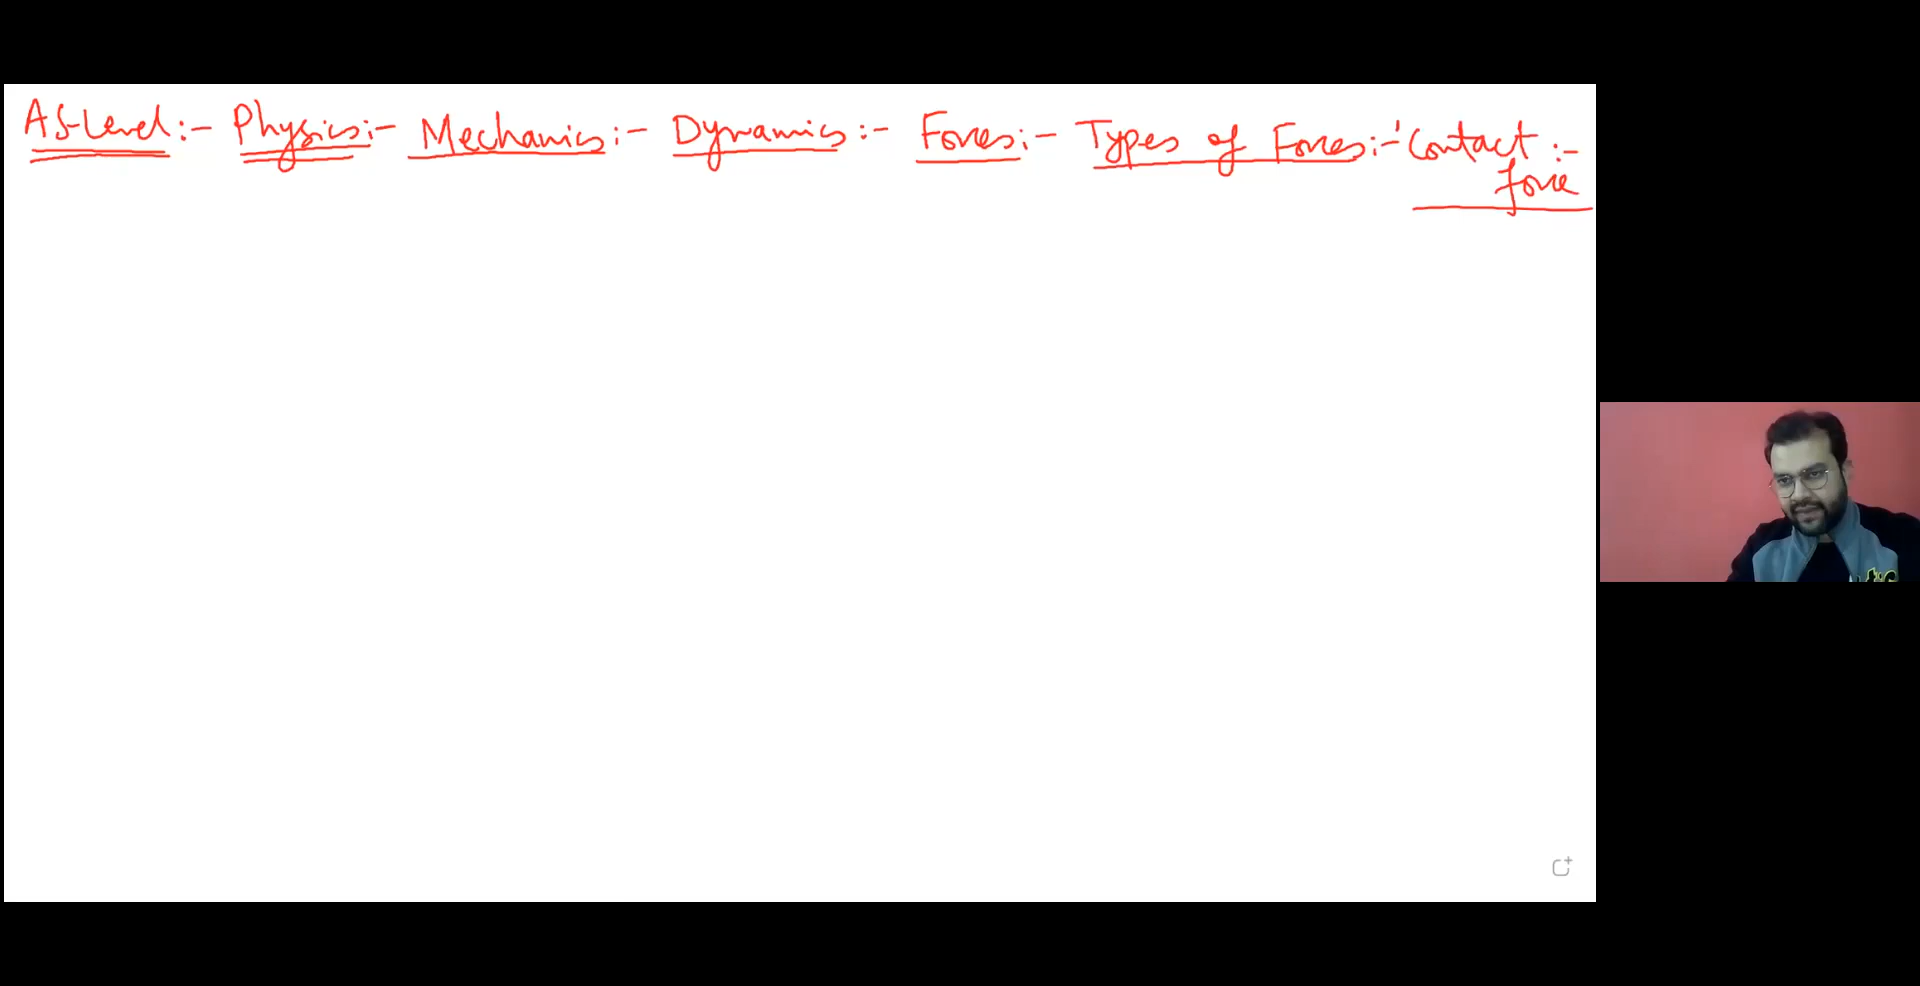 AS-Level :- Physics :- Mechanics :- Dynamics :- Forces :- Types of Forces :- Contact :-
force